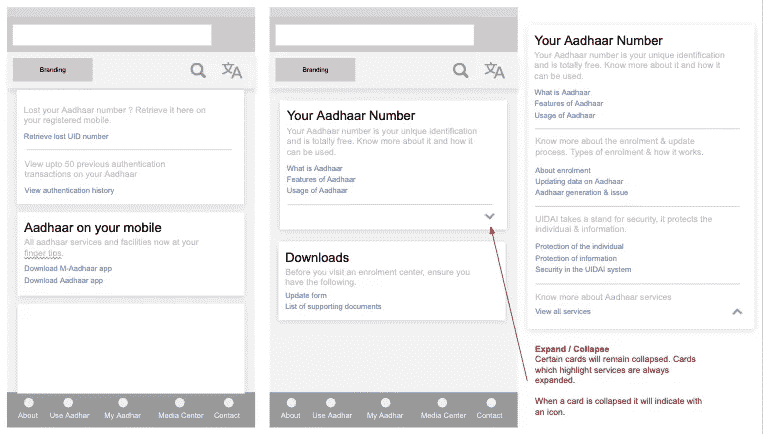 Branding
Lost your Aadhaar number ? Retrieve it here on
your registered mobile.
Retrieve lost UID number
View upto 50 previous authentication
transactions on your Aadhaar
View authentication history
Aadhaar on your mobile
All aadhaar services and facilities now at your
finger tips.
Download M-Aadhaar app
Download Aadhaar app
About Use Aadhar My Aadhar Media Center Contact
Branding
Your Aadhaar Number
Your Aadhaar number is your unique identification
and is totally free. Know more about it and how it
can be used.
What is Aadhaar
Features of Aadhaar
Usage of Aadhaar
Downloads
Before you visit an enrolment center, ensure you
have the following.
Update form
List of supporting documents
About Use Aadhar My Aadhar Media Center Contact
Your Aadhaar Number
Your Aadhaar number is your unique identification
and is totally free. Know more about it and how it
can be used.
What is Aadhaar
Features of Aadhaar
Usage of Aadhaar
Know more about the enrolment & update
process. Types of enrolment & how it works.
About enrolment
Updating data on Aadhaar
Aadhaar generation & issue
UIDAI takes a stand for security, it protects the
individual & information.
Protection of the individual
Protection of information
Security in the UIDAI system
Know more about Aadhaar services
View all services
Expand / Collapse
Certain cards will remain collapsed. Cards
which highlight services are always
expanded.
When a card is collapsed it will indicate with
an icon.